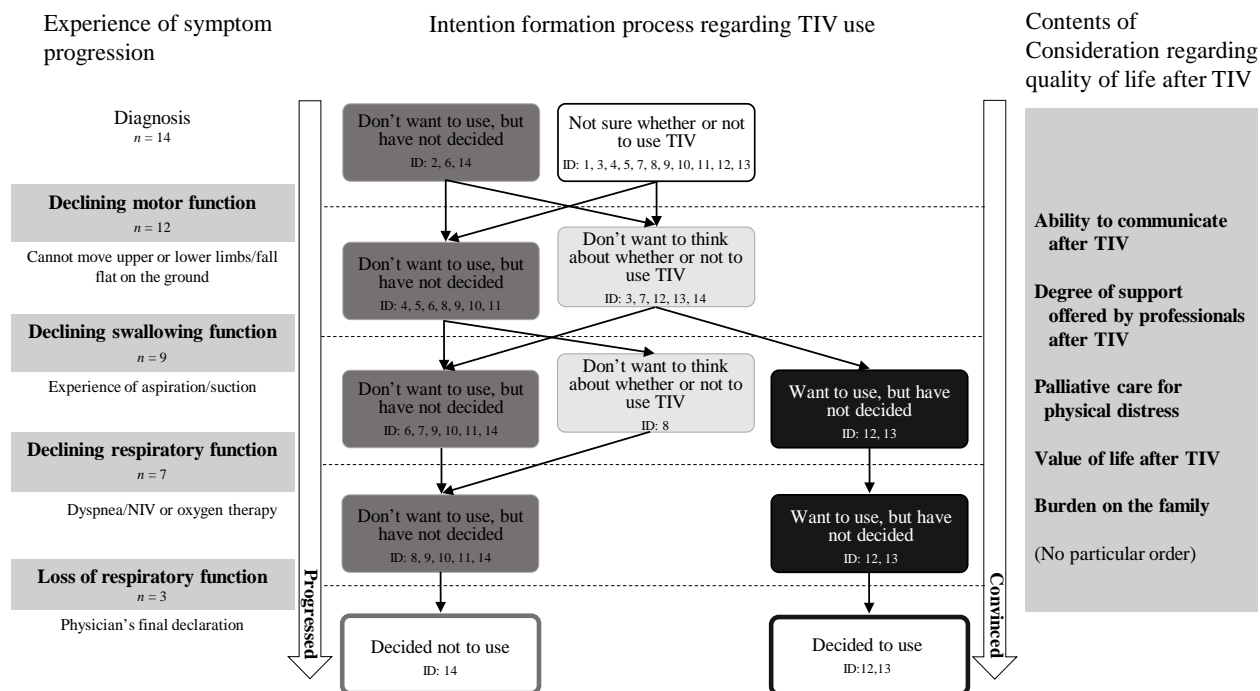 Experience of symptom
progression
Intention formation process regarding TIV use
Contents of
Consideration regarding
quality of life after TIV
Diagnosis
n = 14
Declining motor function
n = 12
Cannot move upper or lower limbs/fall
flat on the ground
Declining swallowing function
n = 9
Experience of aspiration/suction
Declining respiratory function
n = 7
Dyspnea/NIV or oxygen therapy
Loss of respiratory function
n = 3
Physician's final declaration
Progressed
Don't want to use, but
have not decided
ID: 2, 6, 14
Not sure whether or not
to use TIV
ID: 1, 3, 4, 5, 7, 8, 9, 10, 11, 12, 13
Don't want to use, but
have not decided
ID: 4, 5, 6, 8, 9, 10, 11
Don't want to think
about whether or not to
use TIV
ID: 3, 7, 12, 13, 14
Don't want to use, but
have not decided
ID: 6, 7, 9, 10, 11, 14
Don't want to think
about whether or not to
use TIV
ID: 8
Want to use, but have
not decided
ID: 12, 13
Don't want to use, but
have not decided
ID: 8, 9, 10, 11, 14
Want to use, but have
not decided
ID: 12, 13
Decided not to use
ID: 14
Decided to use
ID:12,13
Convinced
Ability to communicate
after TIV
Degree of support
offered by professionals
after TIV
Palliative care for
physical distress
Value of life after TIV
Burden on the family
(No particular order)